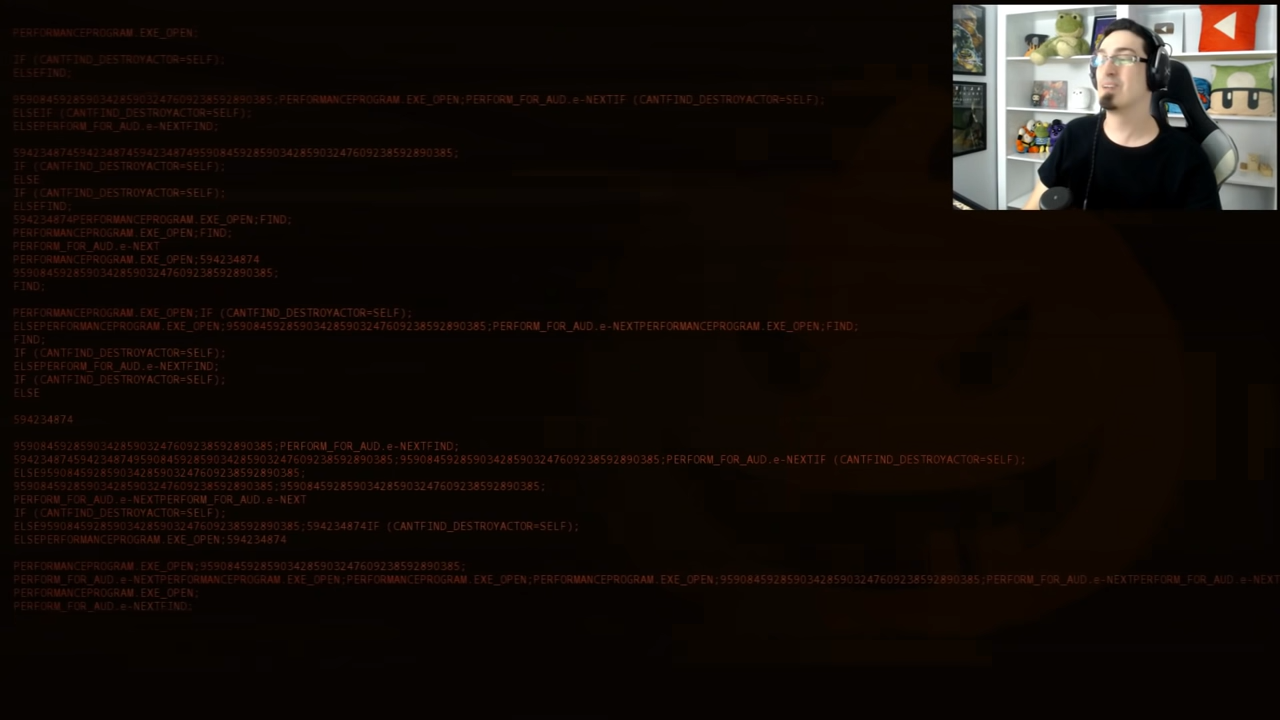 PERFORMANCEPROGRAM.EXE_OPEN;
IF (CANTFIND_DESTROYACTOR=SELF);
ELSEFIND;
9590845928590342859032476092385928903​85;PERFORMANCEPROGRAM.EXE_OPEN;PERFORM_FOR_AUD.e-NEXTIF (CANTFIND_DESTROYACTOR=SELF);
ELSEIF (CANTFIND_DESTROYACTOR=SELF);
ELSEPERFORM_FOR_AUD.e-NEXTFIND;
594234874594234874594234874959084592859034285903247609238592890385;
IF (CANTFIND_DESTROYACTOR=SELF);
ELSE
IF (CANTFIND_DESTROYACTOR=SELF);
ELSEFIND;
594234874PERFORMANCEPROGRAM.EXE_OPEN;FIND;
PERFORMANCEPROGRAM.EXE_OPEN;FIND;
PERFORM_FOR_AUD.e-NEXT
PERFORMANCEPROGRAM.EXE_OPEN;594234874
959084592859034285903247609238592890385;
FIND;
PERFORMANCEPROGRAM.EXE_OPEN;IF (CANTFIND_DESTROYACTOR=SELF);
ELSEPERFORMANCEPROGRAM.EXE_OPEN;959084592859034285903247609238592890385;PERFORM_FOR_AUD.e-NEXTPERFORMANCEPROGRAM.EXE_OPEN;FIND;
FIND;
IF (CANTFIND_DESTROYACTOR=SELF);
ELSEPERFORM_FOR_AUD.e-NEXTFIND;
IF (CANTFIND_DESTROYACTOR=SELF);
ELSE
594234874
959084592859034285903247609238592890385;PERFORM_FOR_AUD.e-NEXTFIND;
594234874594234874959084592859034285903247609238592890385;959084592859034285903247609238592890385;PERFORM_FOR_AUD.e-NEXTIF (CANTFIND_DESTROYACTOR=SELF);
ELSE959084592859034285903247609238592890385;
959084592859034285903247609238592890385;959084592859034285903247609238592890385;
PERFORM_FOR_AUD.e-NEXTPERFORM_FOR_AUD.e-NEXT
IF (CANTFIND_DESTROYACTOR=SELF);
ELSE959084592859034285903247609238592890385;594234874IF (CANTFIND_DESTROYACTOR=SELF);
ELSEPERFORMANCEPROGRAM.EXE_OPEN;594234874
PERFORMANCEPROGRAM.EXE_OPEN;959084592859034285903247609238592890385;
PERFORM_FOR_AUD.e-NEXTPERFORMANCEPROGRAM.EXE_OPEN;PERFORMANCEPROGRAM.EXE_OPEN;PERFORMANCEPROGRAM.EXE_OPEN;959084592859034285903247609238592890385;PERFORM_FOR_AUD.e-NEXTPERFORM_FOR_AUD.e-NEXT
PERFORMANCEPROGRAM.EXE_OPEN;
PERFORM_FOR_AUD.e-NEXTFIND;